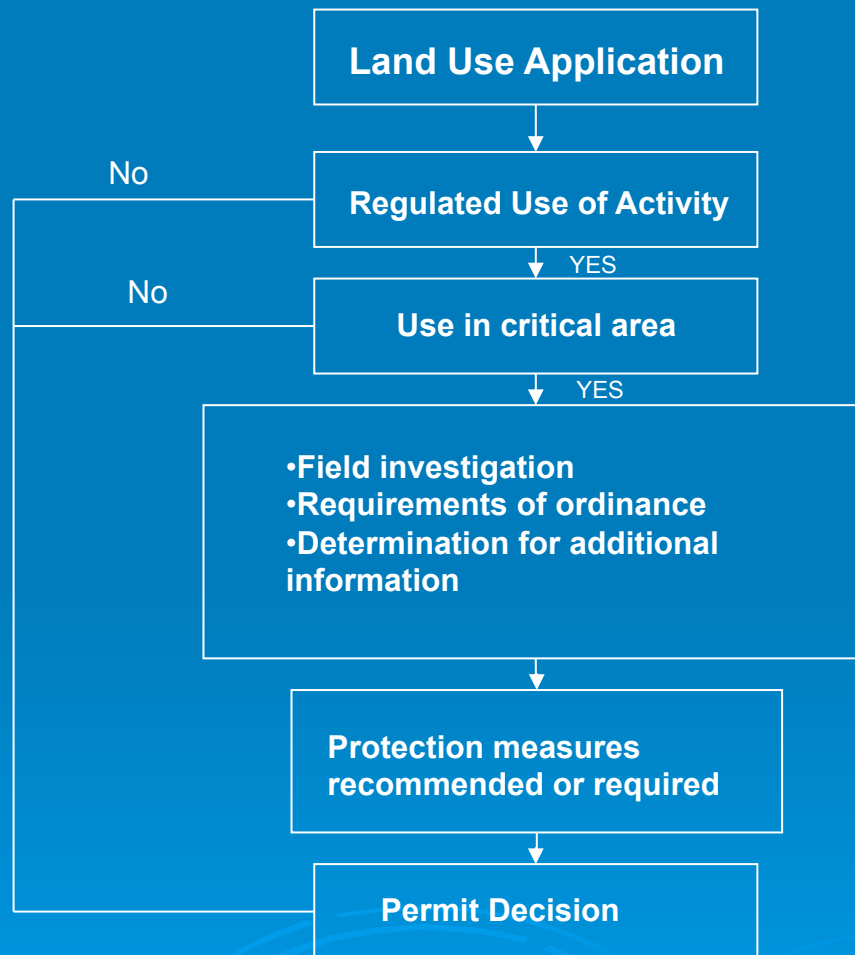 Land Use Application
No
Regulated Use of Activity
YES
No
Use in critical area
YES
•Field investigation
•Requirements of ordinance
•Determination for additional
information
Protection measures
recommended or required
Permit Decision